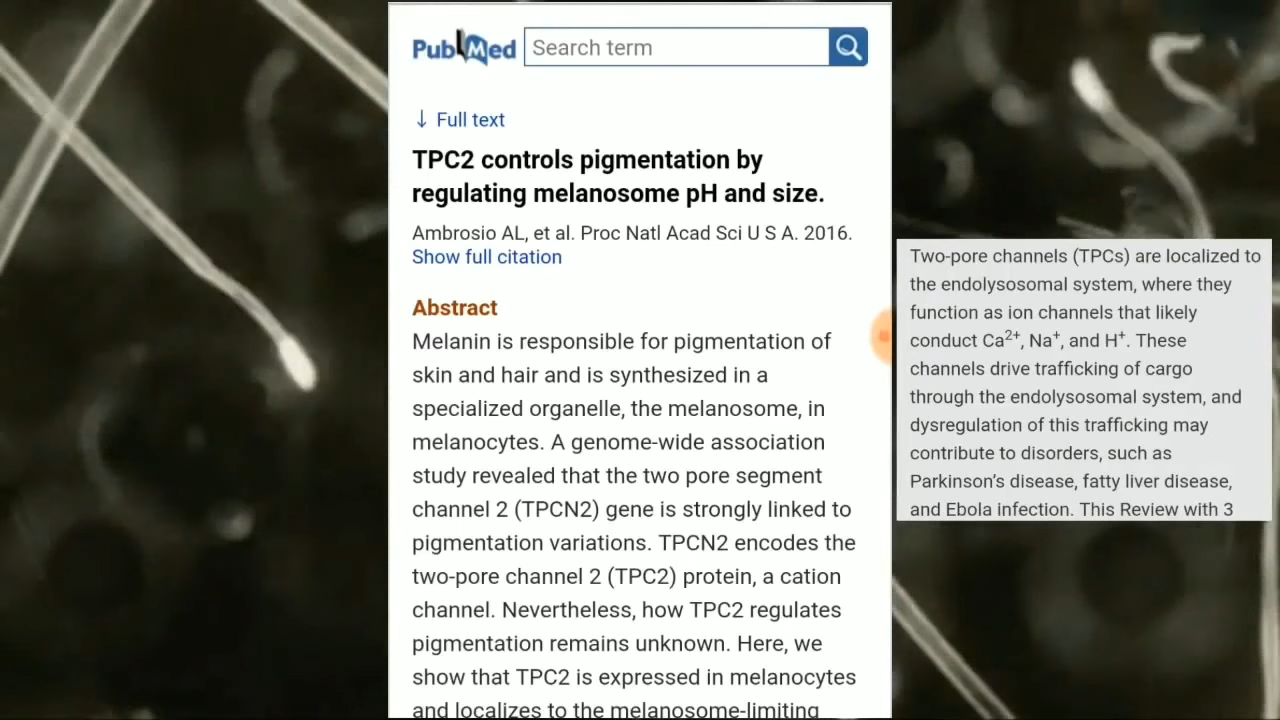 PubMed
Search term
↓ Full text
TPC2 controls pigmentation by
regulating melanosome pH and size.
Ambrosio AL, et al. Proc Natl Acad Sci U S A. 2016.
Show full citation
Abstract
Melanin is responsible for pigmentation of
skin and hair and is synthesized in a
specialized organelle, the melanosome, in
melanocytes. A genome-wide association
study revealed that the two pore segment
channel 2 (TPCN2) gene is strongly linked to
pigmentation variations. TPCN2 encodes the
two-pore channel 2 (TPC2) protein, a cation
channel. Nevertheless, how TPC2 regulates
pigmentation remains unknown. Here, we
show that TPC2 is expressed in melanocytes
and localizes to the melanosome-limiting
Two-pore channels (TPCs) are localized to
the endolysosomal system, where they
function as ion channels that likely
conduct Ca²⁺, Na⁺, and H⁺. These
channels drive trafficking of cargo
through the endolysosomal system, and
dysregulation of this trafficking may
contribute to disorders, such as
Parkinson's disease, fatty liver disease,
and Ebola infection. This Review with 3